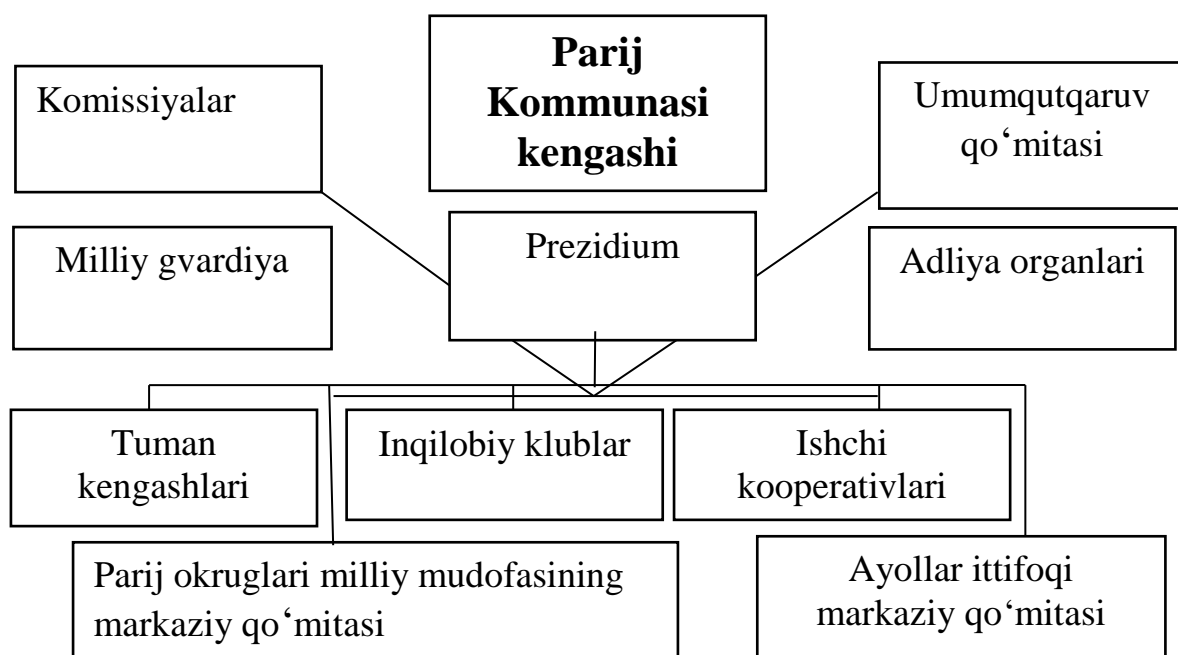 Parij
Kommunasi
kengashi
Komissiyalar
Umumqutqaruv
qo‘mitasi
Milliy gvardiya
Prezidium
Adliya organlari
Tuman
kengashlari
Inqilobiy klublar
Ishchi
kooperativlari
Parij okruglari milliy mudofasining
markaziy qo‘mitasi
Ayollar ittifoqi
markaziy qo‘mitasi